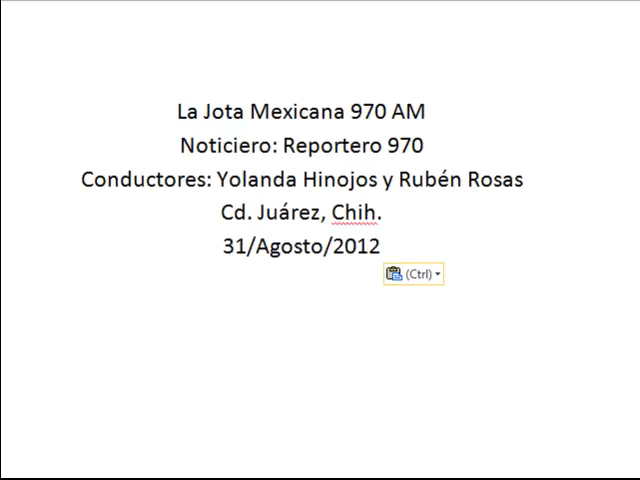 La Jota Mexicana 970 AM
Noticiero: Reportero 970
Conductores: Yolanda Hinojos y Rubén Rosas
Cd. Juárez, Chih.
31/Agosto/2012
(Ctrl)